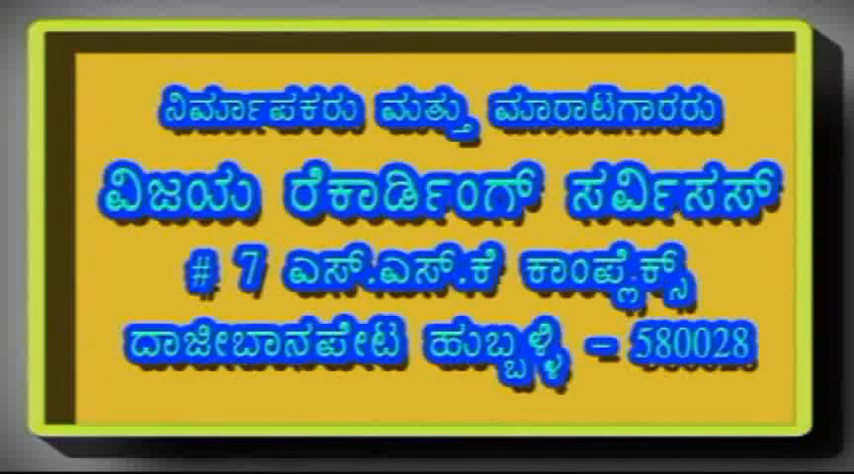 ನಿರ್ಮಾಪಕರು ಮತ್ತು ಮಾರಾಟಗಾರರು
ವಿಜಯ ರೆಕಾರ್ಡಿಂಗ್ ಸರ್ವಿಸಸ್
# 7 ಎಸ್.ಎಸ್.ಕೆ ಕಾಂಪ್ಲೆಕ್ಸ್
ದಾಜೀಬಾನಪೇಟ ಹುಬ್ಬಳ್ಳಿ - 580028